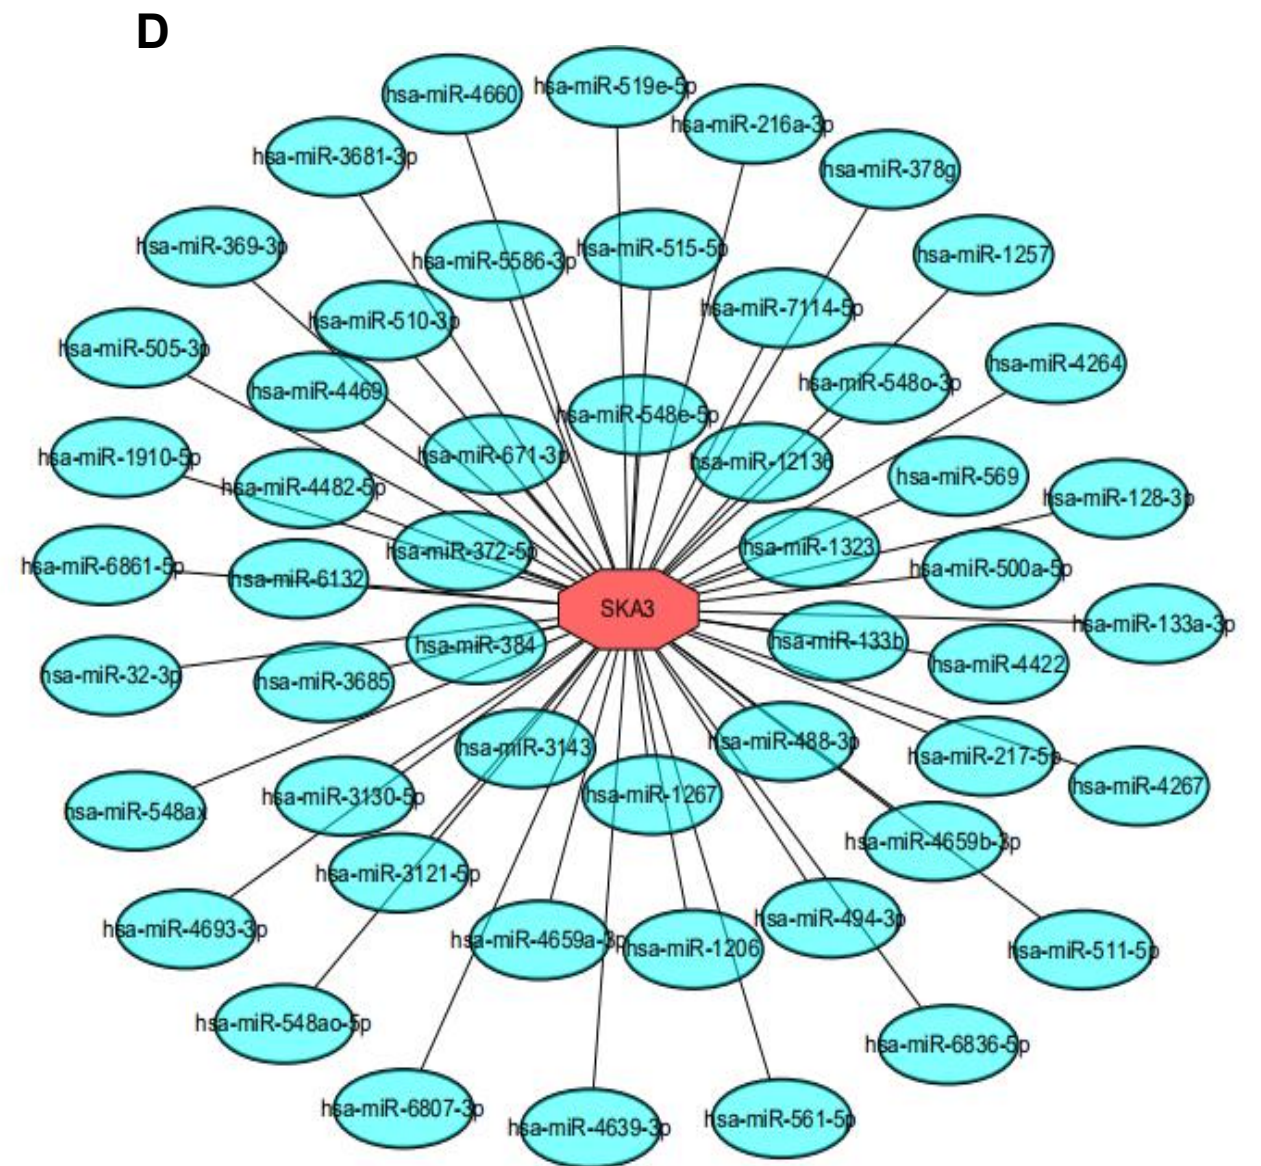 D
hsa-miR-4660
hsa-miR-519e-5p
hsa-miR-216a-3p
hsa-miR-3681-3p
hsa-miR-378g
hsa-miR-369-3p
hsa-miR-5586-3p
hsa-miR-515-5p
hsa-miR-1257
hsa-miR-510-3p
hsa-miR-7114-5p
hsa-miR-505-3p
hsa-miR-4469
hsa-miR-548o-3p
hsa-miR-4264
hsa-miR-548e-5p
hsa-miR-1910-5p
hsa-miR-671-3p
hsa-miR-12136
hsa-miR-4482-5p
hsa-miR-569
hsa-miR-128-3p
hsa-miR-372-5p
hsa-miR-1323
hsa-miR-6861-5p
hsa-miR-6132
hsa-miR-500a-5p
SKA3
hsa-miR-133a-3p
hsa-miR-384
hsa-miR-133b
hsa-miR-32-3p
hsa-miR-3685
hsa-miR-4422
hsa-miR-3143
hsa-miR-488-3p
hsa-miR-217-5p
hsa-miR-548ax
hsa-miR-3130-5p
hsa-miR-1267
hsa-miR-4267
hsa-miR-4659b-3p
hsa-miR-3121-5p
hsa-miR-4693-3p
hsa-miR-4659a-3p
hsa-miR-1206
hsa-miR-494-3p
hsa-miR-511-5p
hsa-miR-548ao-5p
hsa-miR-6836-5p
hsa-miR-6807-3p
hsa-miR-4639-3p
hsa-miR-561-5p